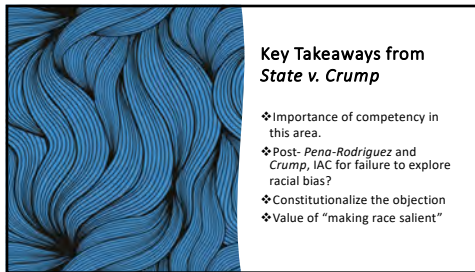 Key Takeaways from
State v. Crump
❖Importance of competency in
this area.
❖Post- Pena-Rodriguez and
Crump, IAC for failure to explore
racial bias?
❖Constitutionalize the objection
❖Value of “making race salient”